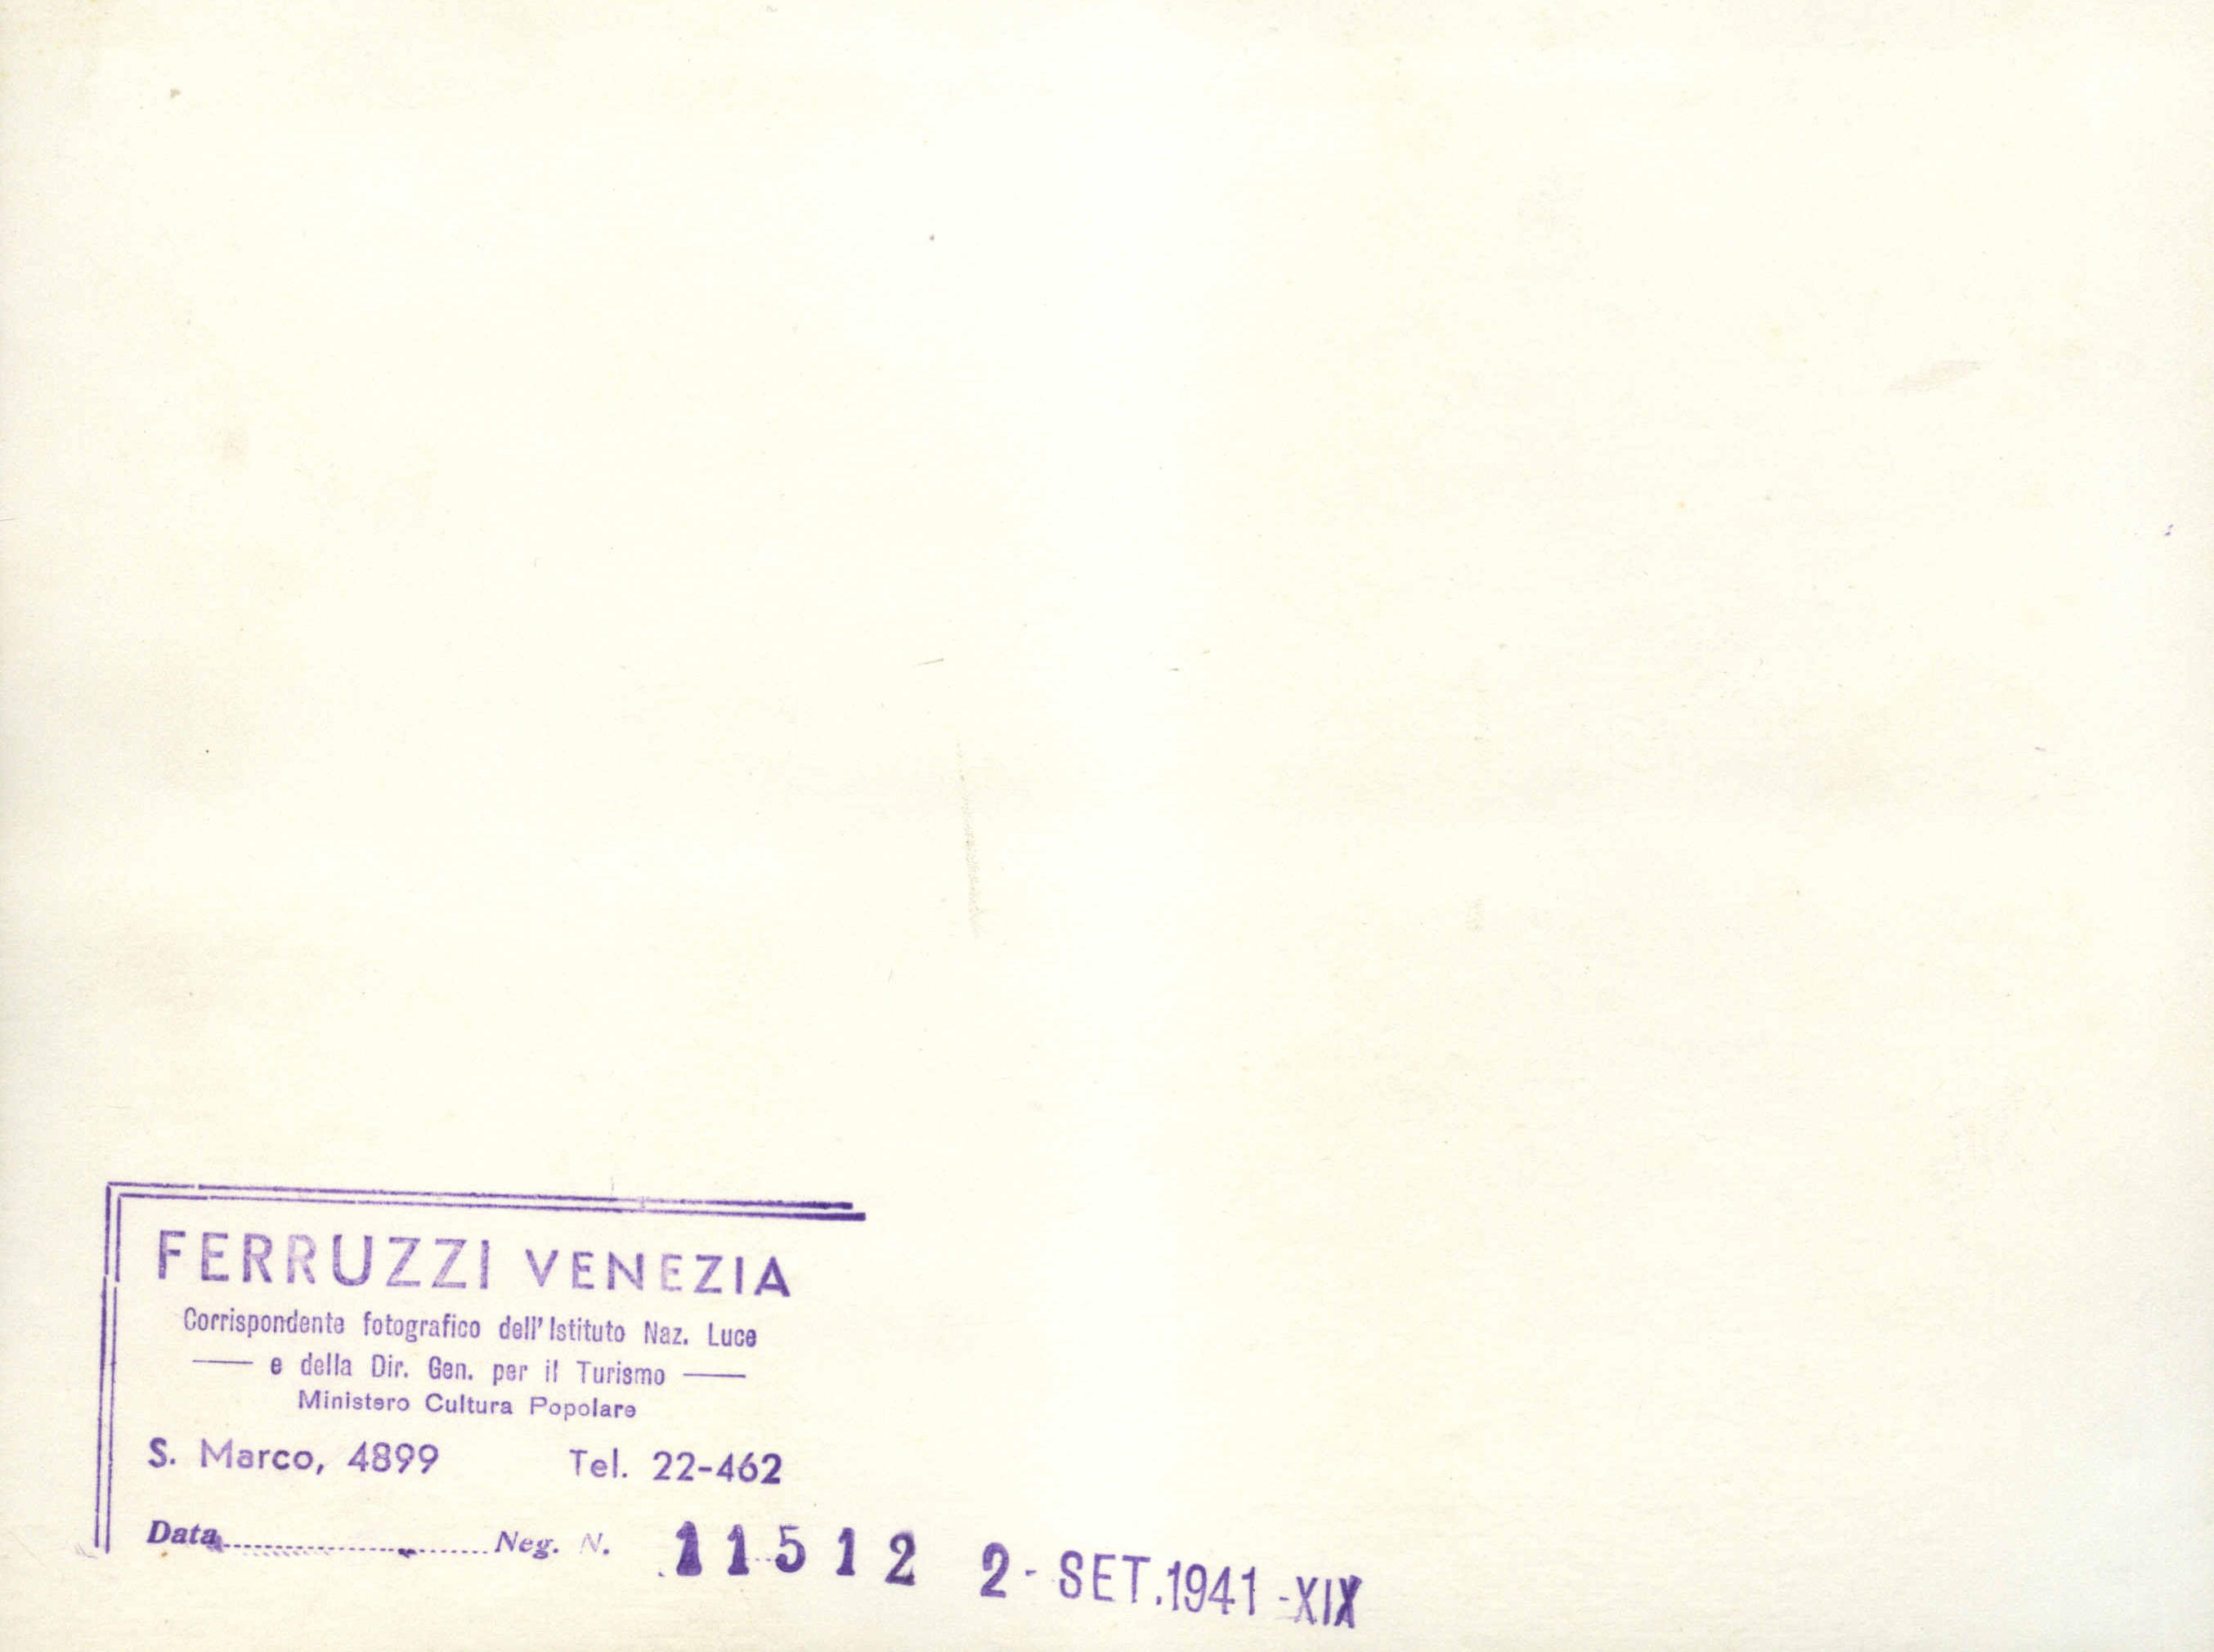 FERRUZZI VENEZIA
Corrispondente fotografico dell'Istituto Naz. Luce
e della Dir. Gen. per il Turismo
Ministero Cultura Popolare
S. Marco, 4899 Tel. 22-462
Data.......................... Neg. N. 11512 2 - SET.1941 -XIX